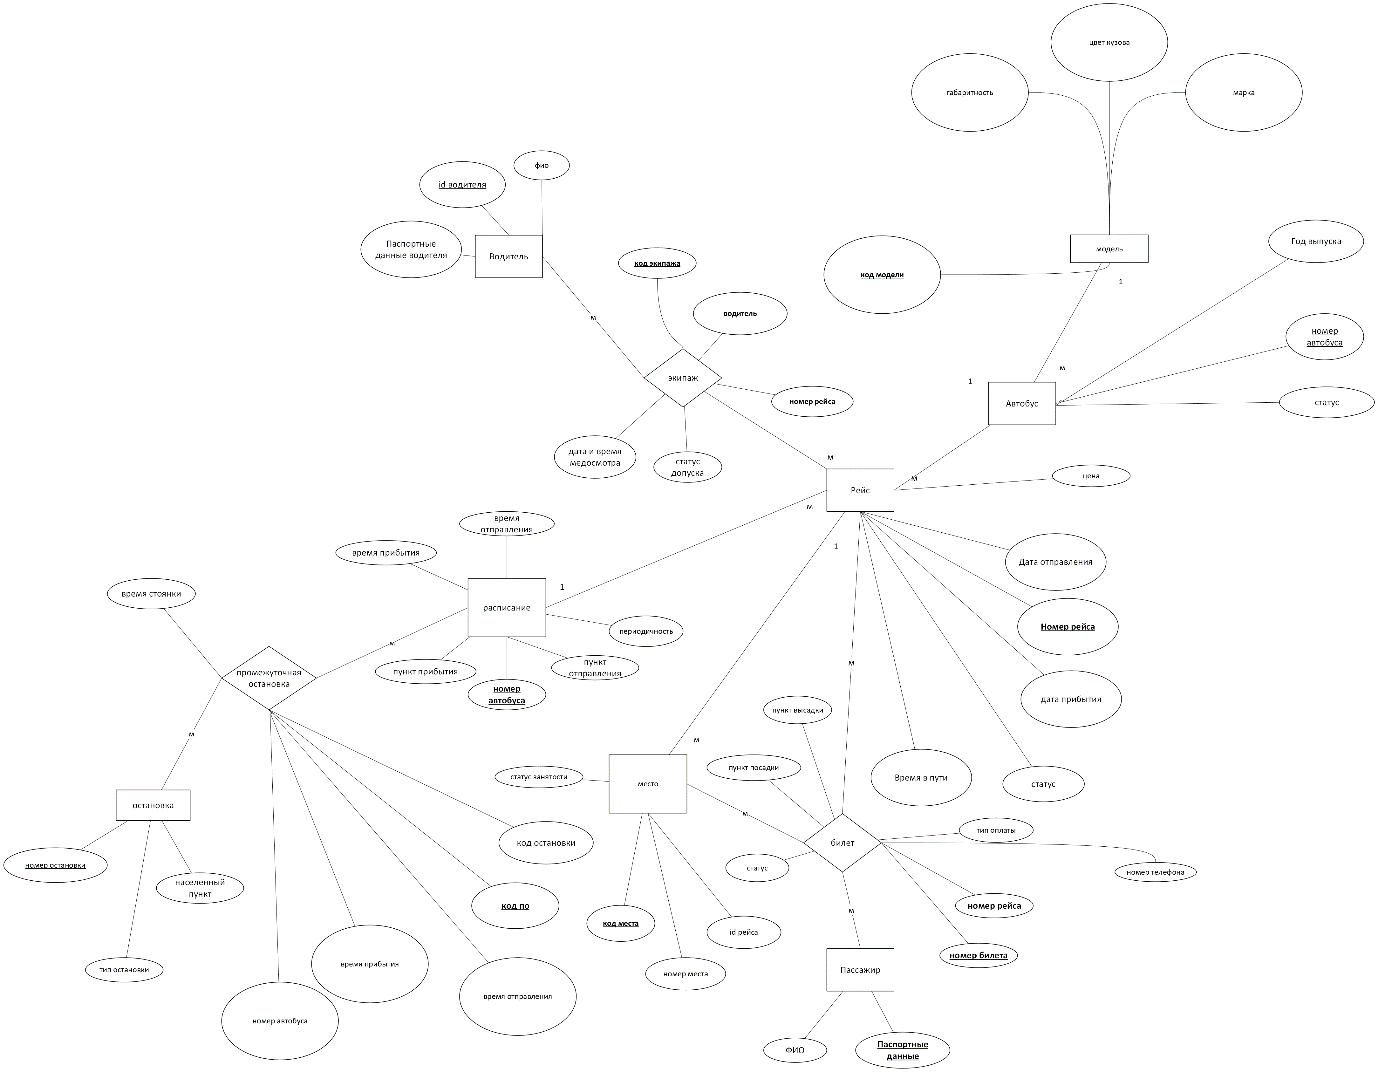 цвет кузова
габаритность
марка
фио
id водителя
Паспортные
данные водителя
Водитель
код экипажа
код модели
модель
1
Год выпуска
водитель
м
номер
автобуса
экипаж
номер рейса
1
м
Автобус
статус
дата и время
медосмотра
статус
допуска
м
Рейс
м
цена
время
отправления
м
время прибытия
1
Дата отправления
время стоянки
1
расписание
периодичность
Номер рейса
м
пункт прибытия
пункт
отправления
номер
автобуса
промежуточная
остановка
м
дата прибытия
пункт высадки
м
м
статус занятости
место
пункт посадки
Время в пути
статус
остановка
м
тип оплаты
код остановки
билет
номер остановки
населенный
пункт
статус
номер телефона
код по
номер рейса
код места
id рейса
м
номер билета
тип остановки
время прибытия
номер места
Пассажир
время отправления
номер автобуса
ФИО
Паспортные
данные